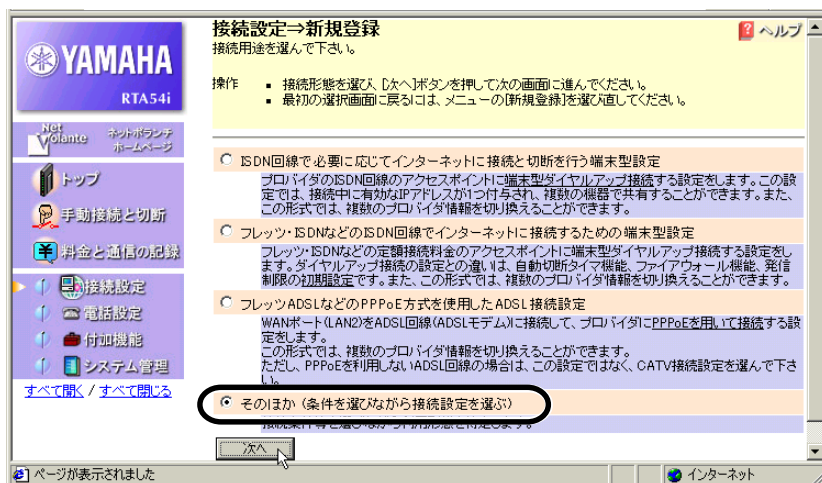 接続設定⇒新規登録
接続用途を選んで下さい。
? ヘルプ
操作
▪ 接続形態を選び、[次へ]ボタンを押して次の画面に進んでください。
▪ 最初の選択画面に戻るには、メニューの[新規登録]を選び直してください。
YAMAHA
RTA54i
Net Volante
ネットボランチ
ホームページ
トップ
手動接続と切断
料金と通信の記録
接続設定
電話設定
付加機能
システム管理
すべて開く / すべて閉じる
ISDN回線で必要に応じてインターネットに接続と切断を行う端末型設定
プロバイダのISDN回線のアクセスポイントに端末型ダイヤルアップ接続する設定をします。この設
定では、接続中に有効なIPアドレスが1つ付与され、複数の機器で共有することができます。また、
この形式では、複数のプロバイダ情報を切り換えることができます。
フレッツ・ISDNなどのISDN回線でインターネットに接続するための端末型設定
フレッツ・ISDNなどの定額接続料金のアクセスポイントに端末型ダイヤルアップ接続する設定をし
ます。ダイヤルアップ接続の設定との違いは、自動切断タイマ機能、ファイアウォール機能、発信
制限の初期設定です。また、この形式では、複数のプロバイダ情報を切り換えることができます。
フレッツADSLなどのPPPoE方式を使用したADSL接続設定
WANポート(LAN2)をADSL回線(ADSLモデム)に接続して、プロバイダにPPPoEを用いて接続する設
定をします。
この形式では、複数のプロバイダ情報を切り換えることができます。
ただし、PPPoEを利用しないADSL回線の場合は、この設定ではなく、CATV接続設定を選んで下さ
い。
そのほか（条件を選びながら接続設定を選ぶ）
次へ
ページが表示されました
インターネット